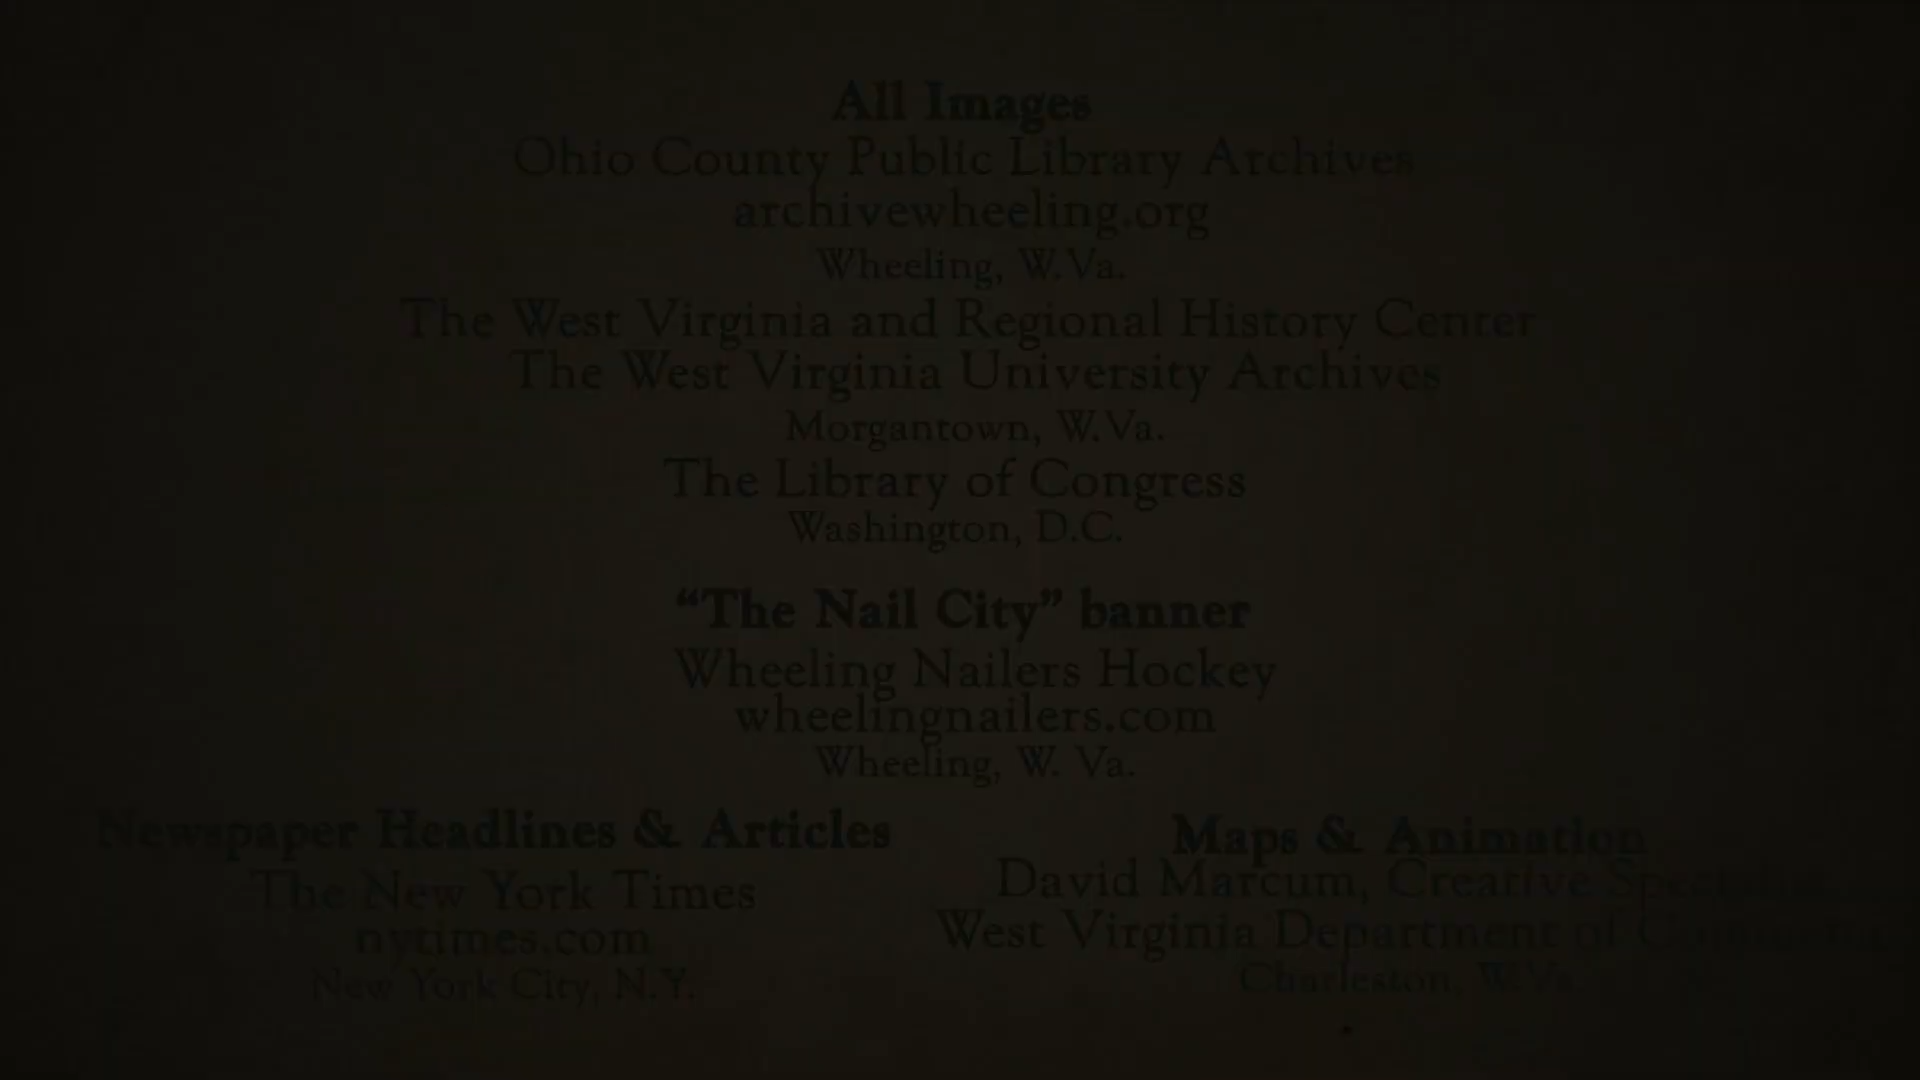 All Images
Ohio County Public Library Archives
archivewheeling.org
Wheeling, W.Va.
The West Virginia and Regional History Center
The West Virginia University Archives
Morgantown, W.Va.
The Library of Congress
Washington, D.C.
“The Nail City” banner
Wheeling Nailers Hockey
wheelingnailers.com
Wheeling, W. Va.
Newspaper Headlines & Articles
The New York Times
nytimes.com
New York City, N.Y.
Maps & Animation
David Marcum, Creative
West Virginia Department of
Charleston, W.Va.